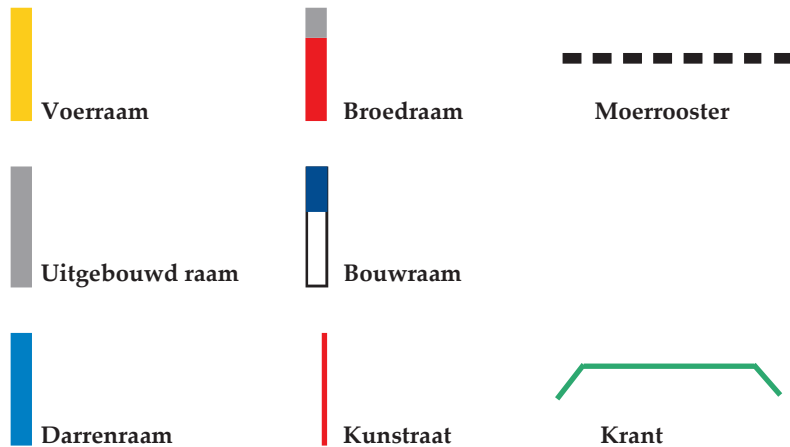 Voerraam
Broedraam
Moerrooster
Uitgebouwd raam
Bouwraam
Darrenraam
Kunstraat
Krant